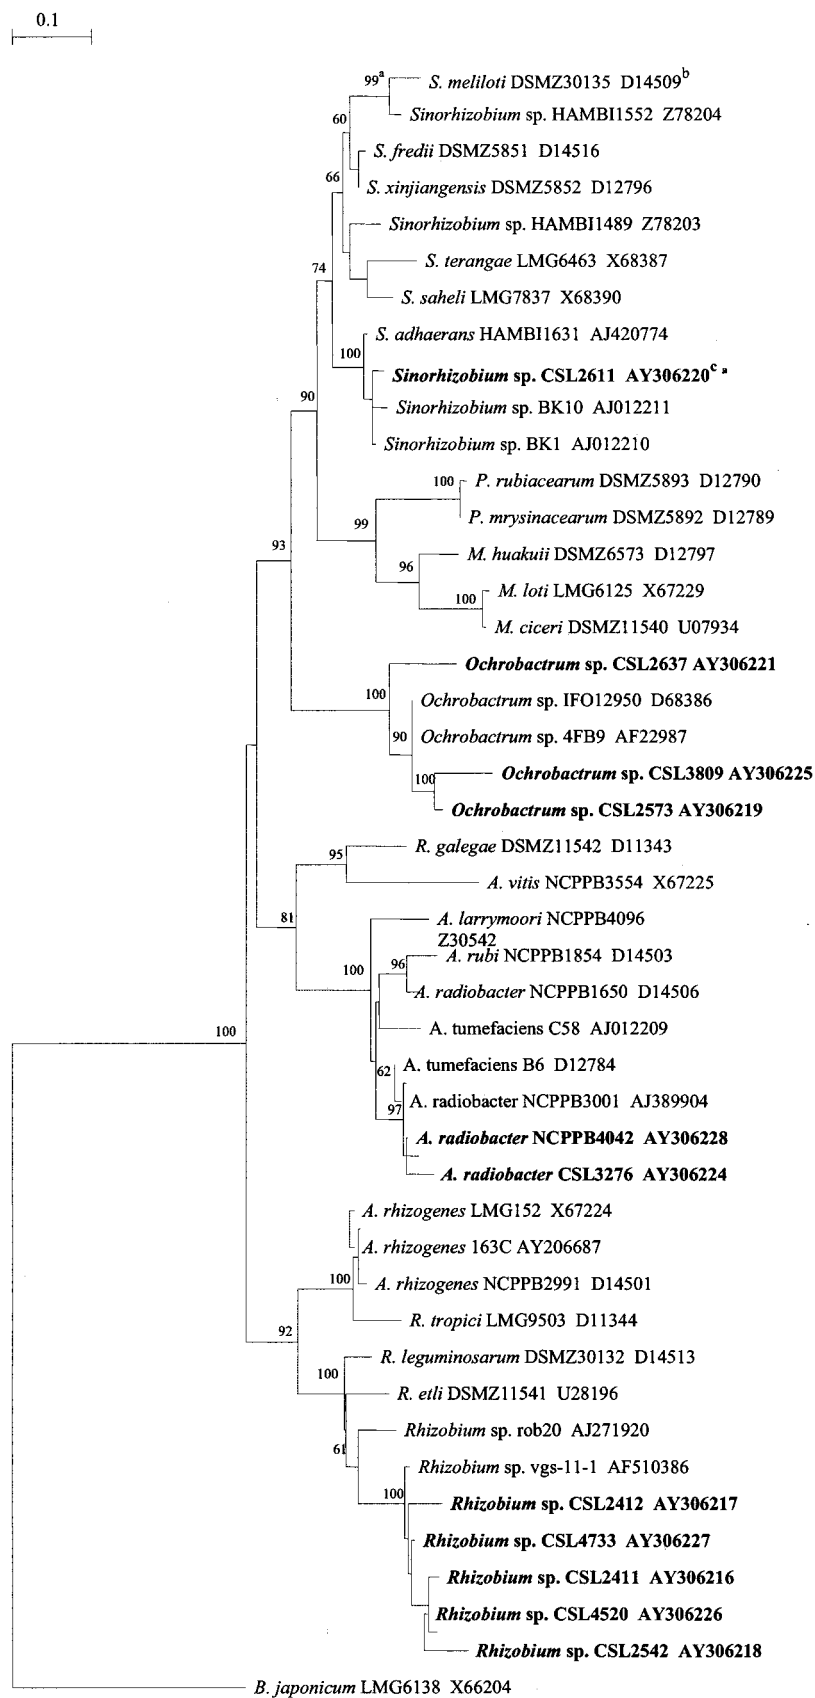 0.1
99a
S. meliloti DSMZ30135 D14509b
Sinorhizobium sp. HAMBI1552 Z78204
60
S. fredii DSMZ5851 D14516
66
S. xinjiangensis DSMZ5852 D12796
Sinorhizobium sp. HAMBI1489 Z78203
S. terangae LMG6463 X68387
74
S. saheli LMG7837 X68390
S. adhaerans HAMBI1631 AJ420774
100
Sinorhizobium sp. CSL2611 AY306220c a
90
Sinorhizobium sp. BK10 AJ012211
Sinorhizobium sp. BK1 AJ012210
100
P. rubiacearum DSMZ5893 D12790
P. mrysinacearum DSMZ5892 D12789
99
93
M. huakuii DSMZ6573 D12797
96
M. loti LMG6125 X67229
100
M. ciceri DSMZ11540 U07934
Ochrobactrum sp. CSL2637 AY306221
100
Ochrobactrum sp. IFO12950 D68386
90
Ochrobactrum sp. 4FB9 AF22987
100
Ochrobactrum sp. CSL3809 AY306225
Ochrobactrum sp. CSL2573 AY306219
95
R. galegae DSMZ11542 D11343
A. vitis NCPPB3554 X67225
81
A. larrymoori NCPPB4096
Z30542
A. rubi NCPPB1854 D14503
96
100
A. radiobacter NCPPB1650 D14506
A. tumefaciens C58 AJ012209
100
A. tumefaciens B6 D12784
62
A. radiobacter NCPPB3001 AJ389904
97
A. radiobacter NCPPB4042 AY306228
A. radiobacter CSL3276 AY306224
A. rhizogenes LMG152 X67224
A. rhizogenes 163C AY206687
100
A. rhizogenes NCPPB2991 D14501
R. tropici LMG9503 D11344
92
R. leguminosarum DSMZ30132 D14513
100
R. etli DSMZ11541 U28196
Rhizobium sp. rob20 AJ271920
61
Rhizobium sp. vgs-11-1 AF510386
100
Rhizobium sp. CSL2412 AY306217
Rhizobium sp. CSL4733 AY306227
Rhizobium sp. CSL2411 AY306216
Rhizobium sp. CSL4520 AY306226
Rhizobium sp. CSL2542 AY306218
B. japonicum LMG6138 X66204